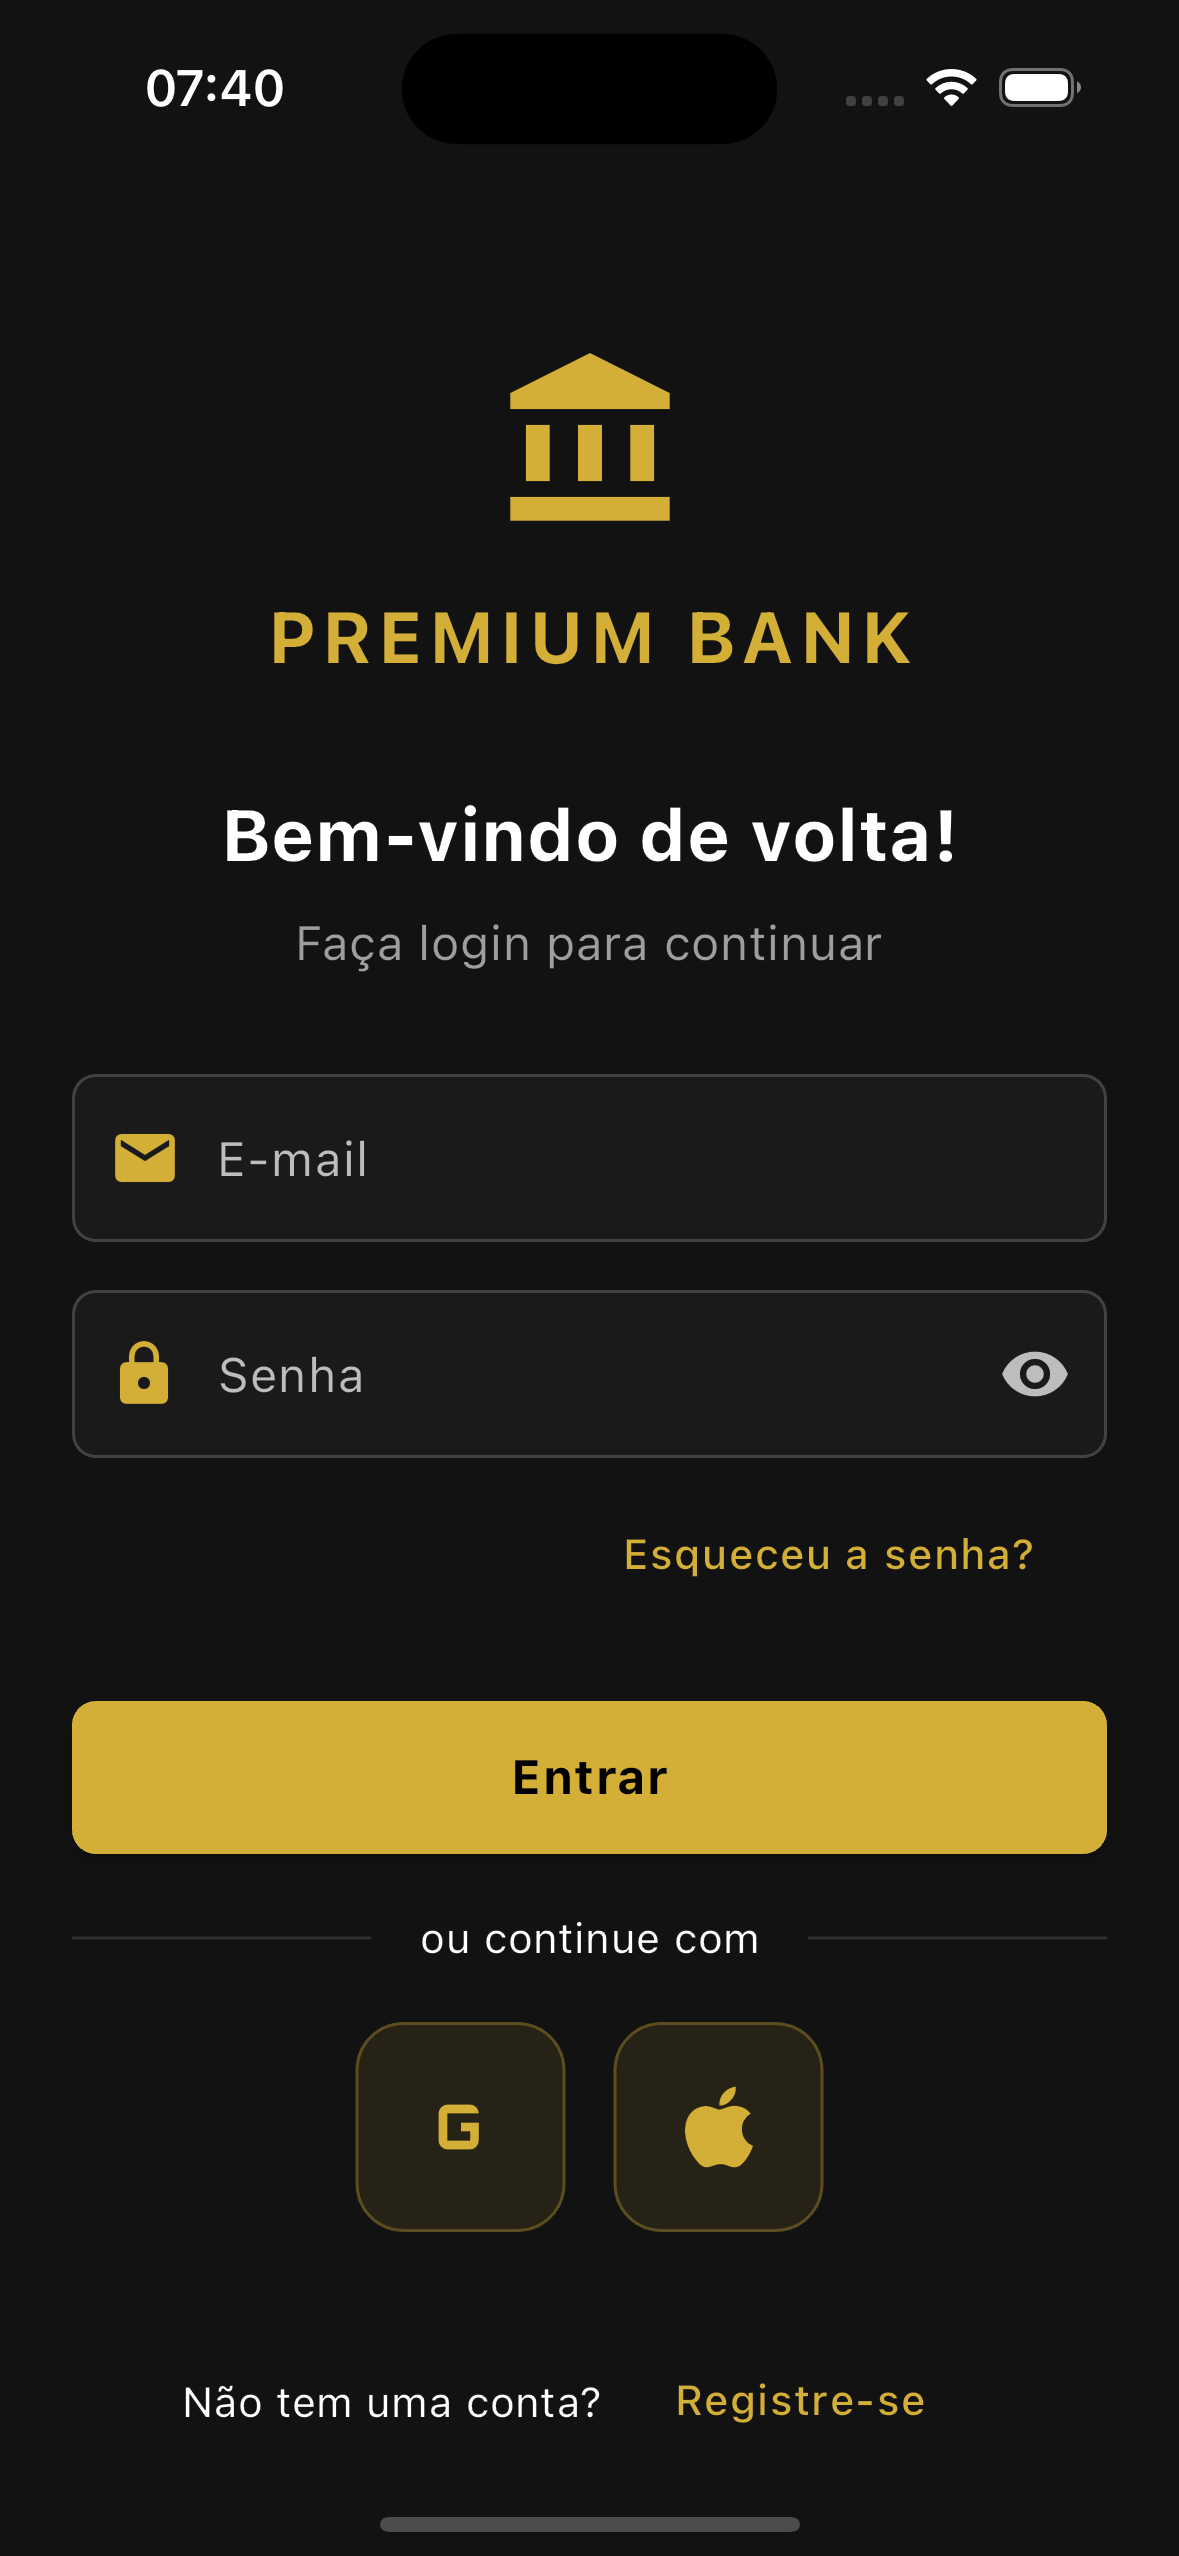 07:40
PREMIUM BANK
Bem-vindo de volta!
Faça login para continuar
E-mail
Senha
Esqueceu a senha?
Entrar
ou continue com
G
Não tem uma conta? Registre-se